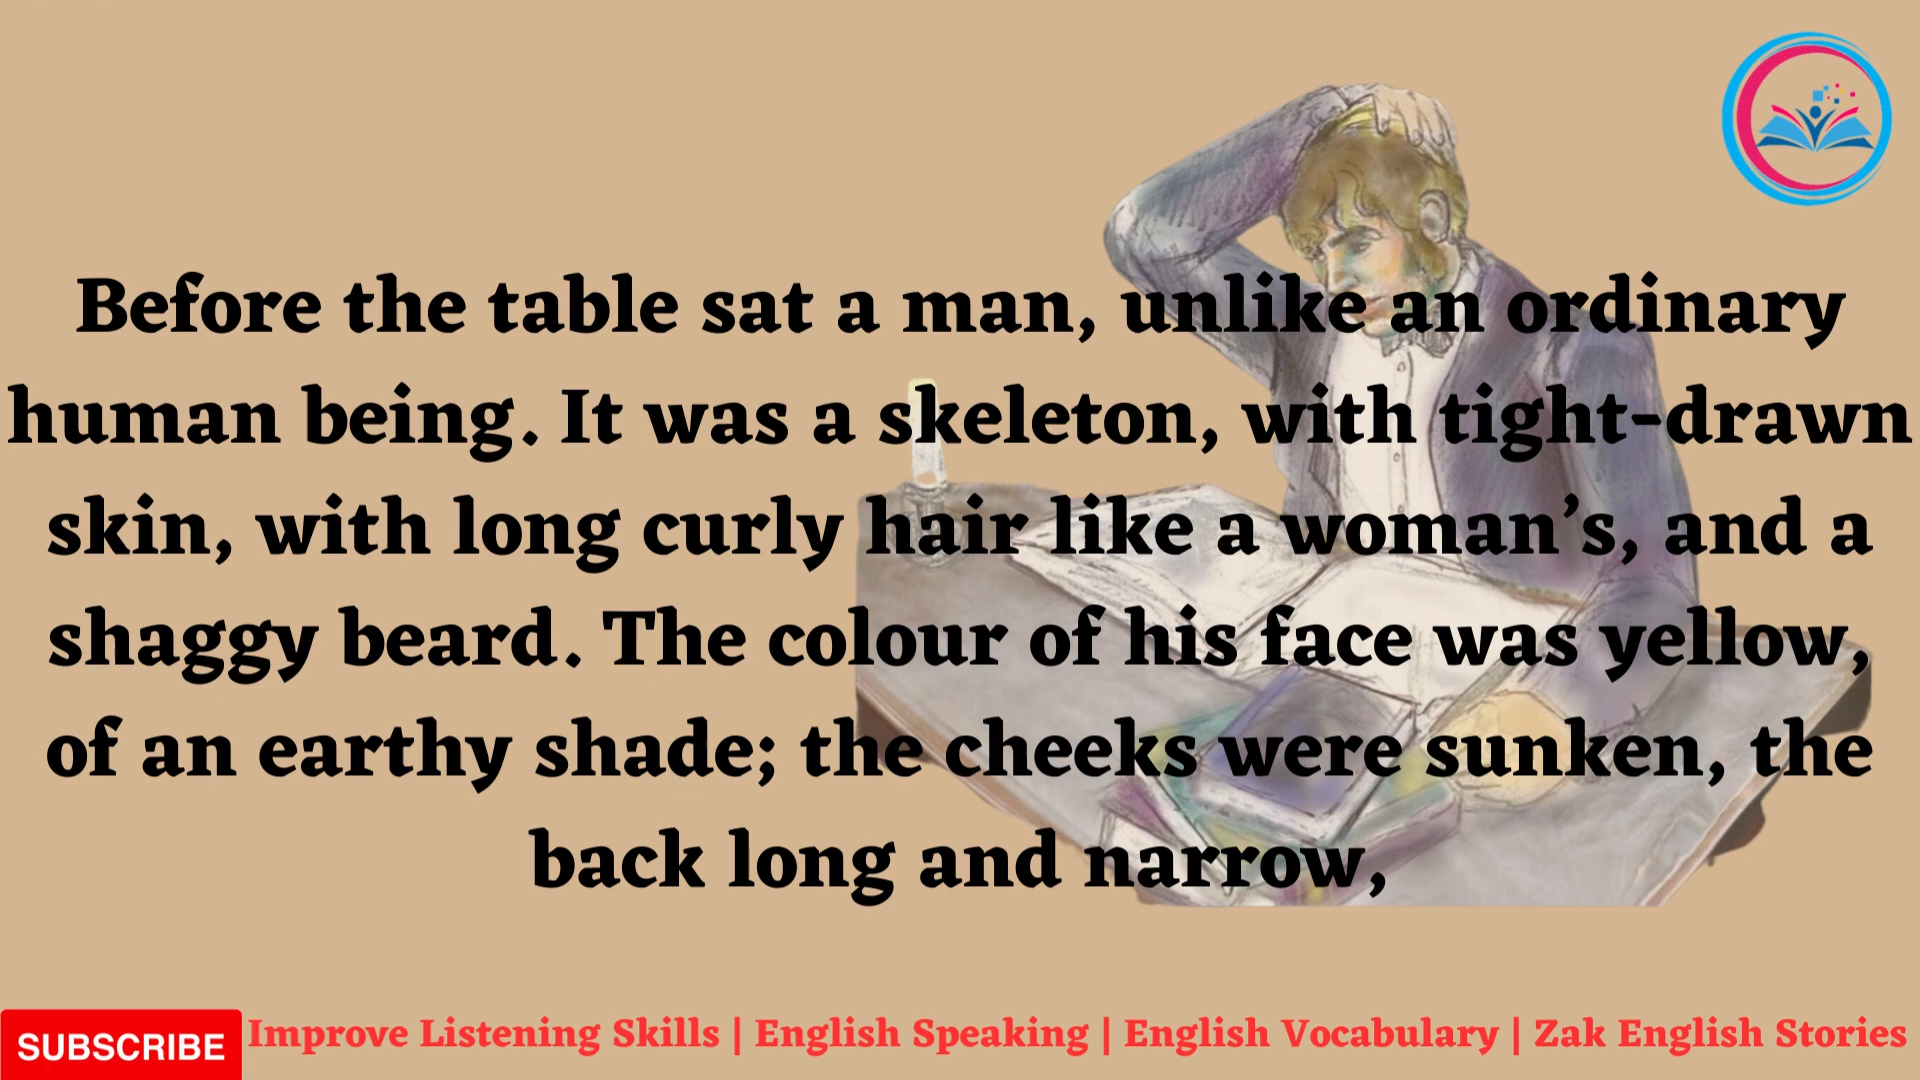 Before the table sat a man, unlike an ordinary
human being. It was a skeleton, with tight-drawn
skin, with long curly hair like a woman’s, and a
shaggy beard. The colour of his face was yellow,
of an earthy shade; the cheeks were sunken, the
back long and narrow,
SUBSCRIBE
Improve Listening Skills | English Speaking | English Vocabulary | Zak English Stories